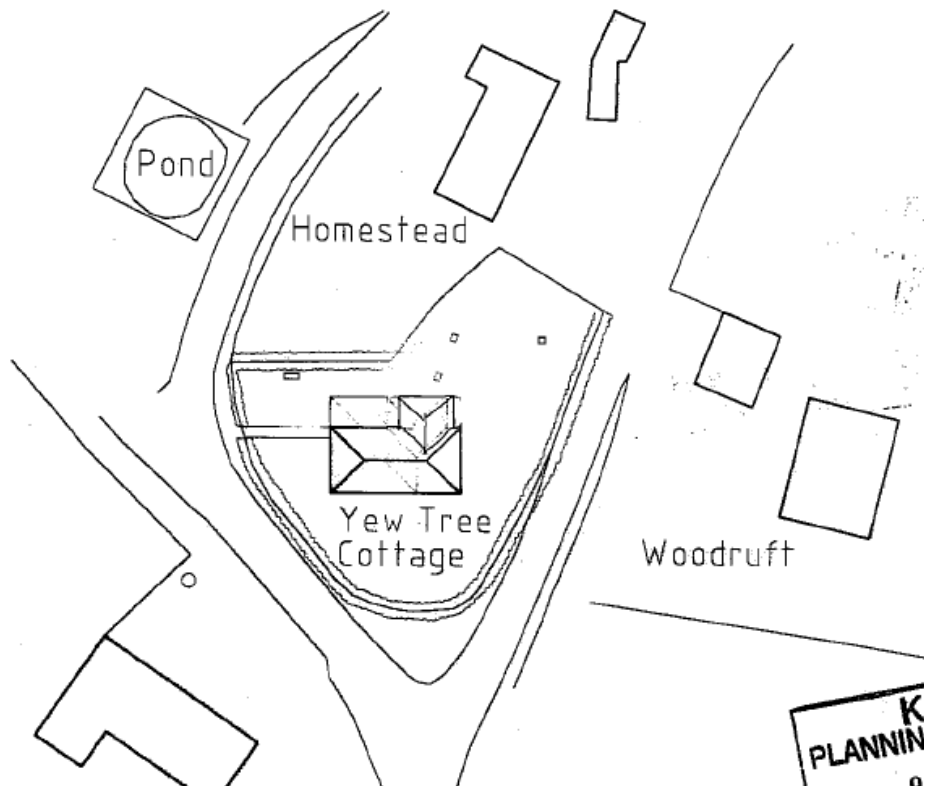 Pond
Homestead
Yew Tree
Cottage
Woodruft
K
PLANNIN